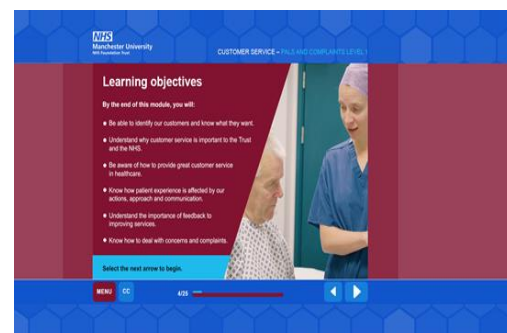 NHS
Manchester University
NHS Foundation Trust
CUSTOMER SERVICE – PALS AND COMPLAINTS LEVEL 1
Learning objectives
By the end of this module, you will:
● Be able to identify our customers and know what they want.
● Understand why customer service is important to the Trust
and the NHS.
● Be aware of how to provide great customer service
in healthcare.
● Know how patient experience is affected by our
actions, approach and communication.
● Understand the importance of feedback to
improving services.
● Know how to deal with concerns and complaints.
Select the next arrow to begin.
MENU
CC
4/25